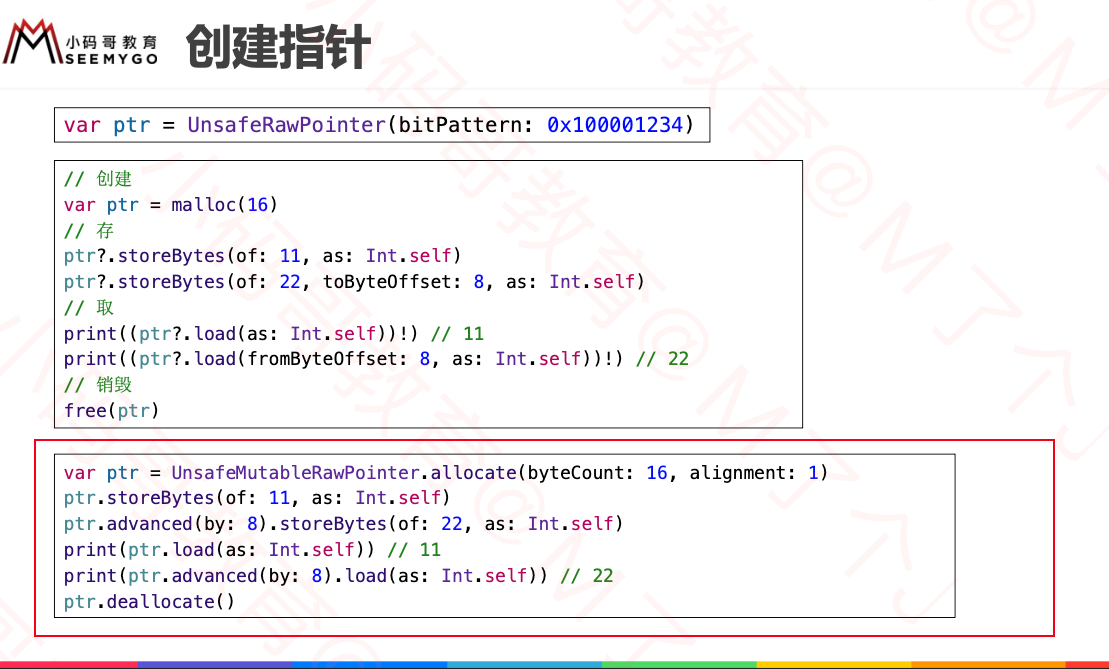 小码哥教育
SEEMYGO
创建指针
var ptr = UnsafeRawPointer(bitPattern: 0x100001234)
// 创建
var ptr = malloc(16)
// 存
ptr?.storeBytes(of: 11, as: Int.self)
ptr?.storeBytes(of: 22, toByteOffset: 8, as: Int.self)
// 取
print((ptr?.load(as: Int.self))!) // 11
print((ptr?.load(fromByteOffset: 8, as: Int.self))!) // 22
// 销毁
free(ptr)
var ptr = UnsafeMutableRawPointer.allocate(byteCount: 16, alignment: 1)
ptr.storeBytes(of: 11, as: Int.self)
ptr.advanced(by: 8).storeBytes(of: 22, as: Int.self)
print(ptr.load(as: Int.self)) // 11
print(ptr.advanced(by: 8).load(as: Int.self)) // 22
ptr.deallocate()